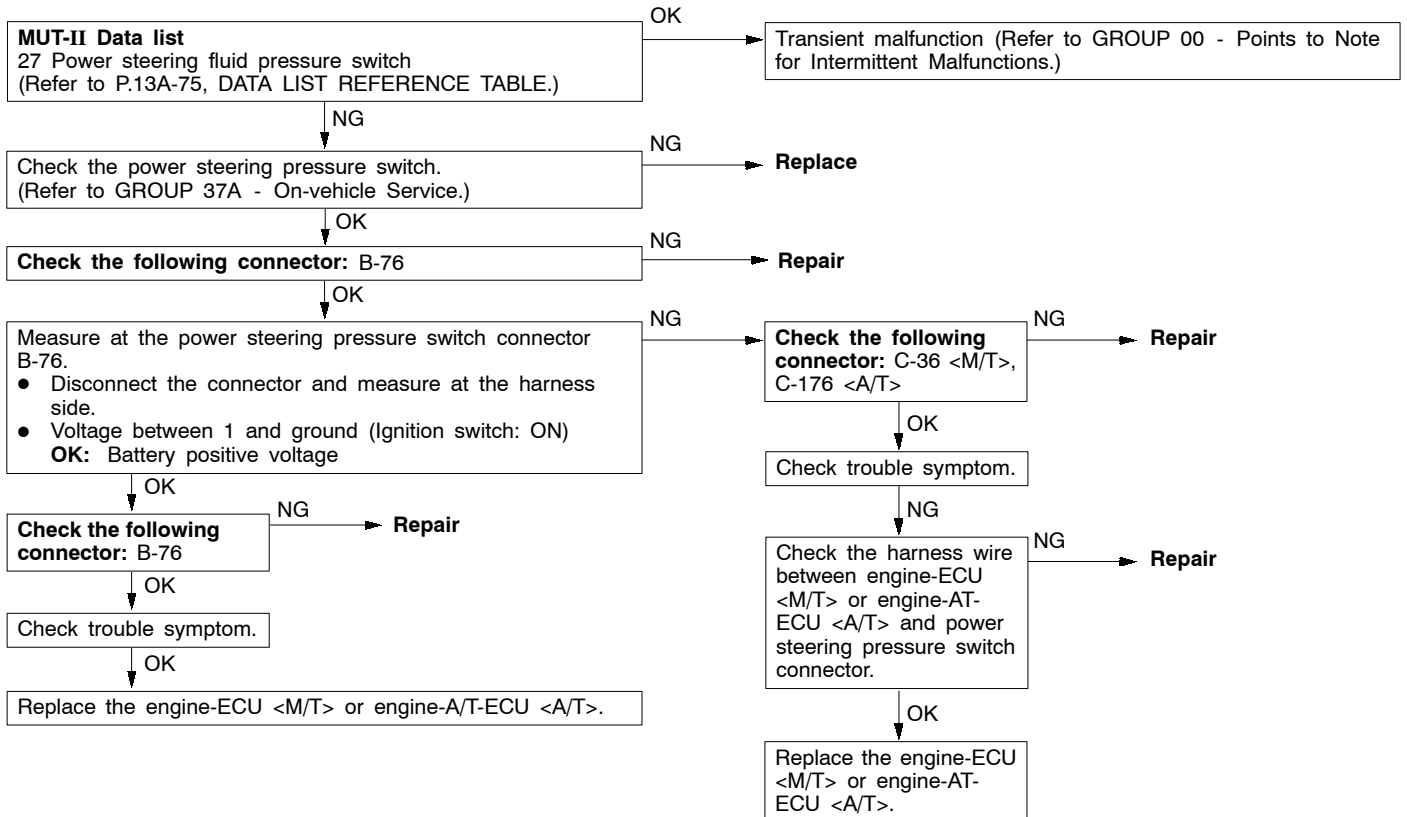 OK
MUT-II Data list
27 Power steering fluid pressure switch
(Refer to P.13A-75, DATA LIST REFERENCE TABLE.)
Transient malfunction (Refer to GROUP 00 - Points to Note
for Intermittent Malfunctions.)
NG
NG
Check the power steering pressure switch.
(Refer to GROUP 37A - On-vehicle Service.)
Replace
OK
NG
Check the following connector: B-76
Repair
OK
NG
Measure at the power steering pressure switch connector
B-76.
● Disconnect the connector and measure at the harness
side.
● Voltage between 1 and ground (Ignition switch: ON)
OK: Battery positive voltage
NG
Check the following
connector: C-36 <M/T>,
C-176 <A/T>
Repair
OK
Check trouble symptom.
NG
OK
NG
Check the following
connector: B-76
Repair
OK
Check trouble symptom.
OK
Replace the engine-ECU <M/T> or engine-A/T-ECU <A/T>.
NG
Check the harness wire
between engine-ECU
<M/T> or engine-AT-
ECU <A/T> and power
steering pressure switch
connector.
Repair
OK
Replace the engine-ECU
<M/T> or engine-AT-
ECU <A/T>.